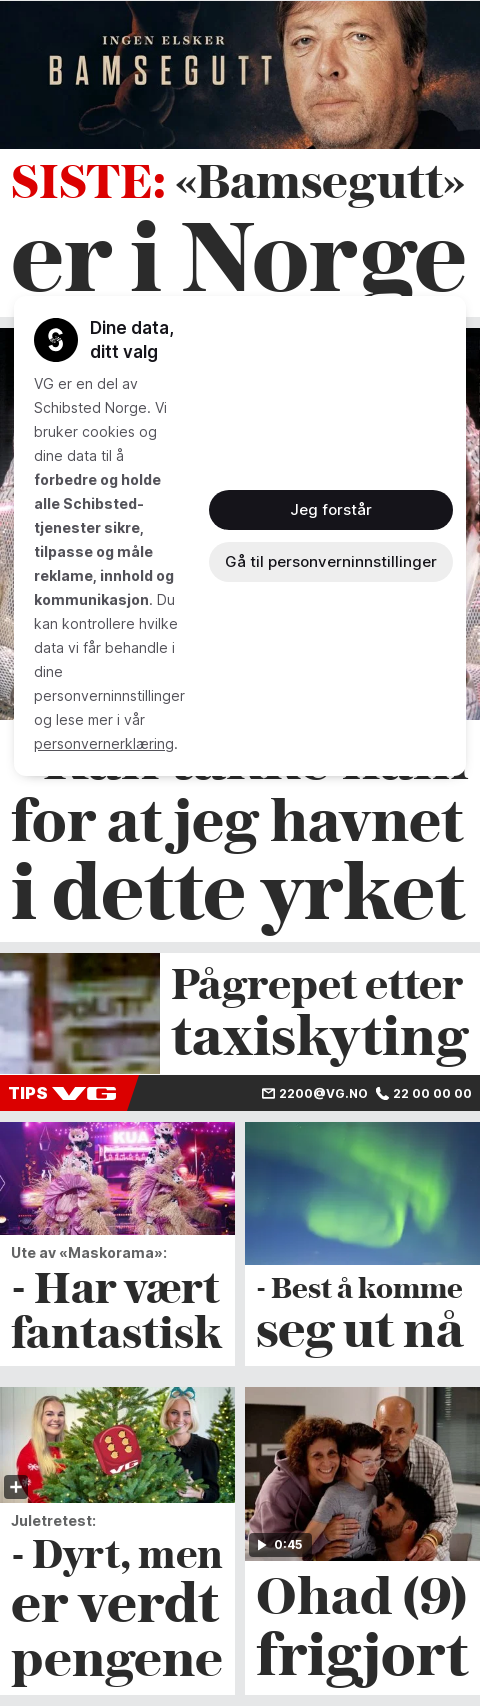 INGEN ELSKER
BAMSEGUTT
SISTE: «Bamsegutt»
er i Norge
Dine data,
ditt valg
VG er en del av
Schibsted Norge. Vi
bruker cookies og
dine data til å
forbedre og holde
alle Schibsted-
tjenester sikre,
tilpasse og måle
reklame, innhold og
kommunikasjon. Du
kan kontrollere hvilke
data vi får behandle i
dine
personverninnstillinger
og lese mer i vår
personvernerklæring.
Jeg forstår
Gå til personverninnstillinger
for at jeg havnet
i dette yrket
Pågrepet etter
taxiskyting
TIPS VG
2200@VG.NO 22 00 00 00
KUA
Ute av «Maskorama»:
- Har vært
fantastisk
- Best å komme
seg ut nå
VG
Juletretest:
- Dyrt, men
er verdt
pengene
0:45
Ohad (9)
frigjort